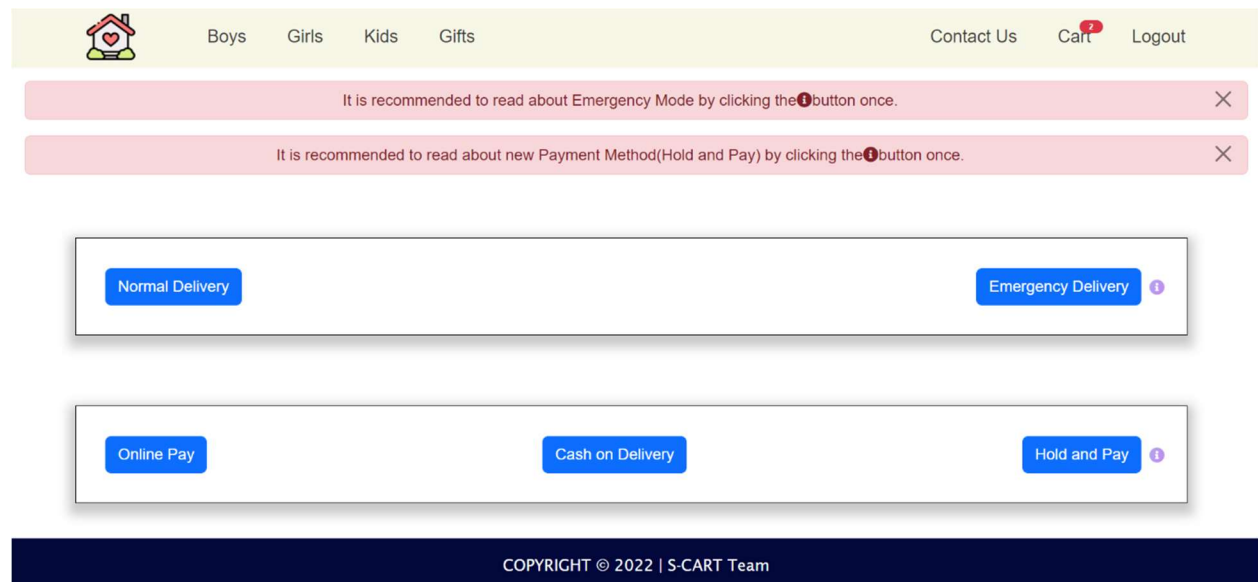 Boys Girls Kids Gifts Contact Us Cart 2 Logout
It is recommended to read about Emergency Mode by clicking the button once.
It is recommended to read about new Payment Method(Hold and Pay) by clicking the button once.
Normal Delivery Emergency Delivery
Online Pay Cash on Delivery Hold and Pay
COPYRIGHT © 2022 | S-CART Team